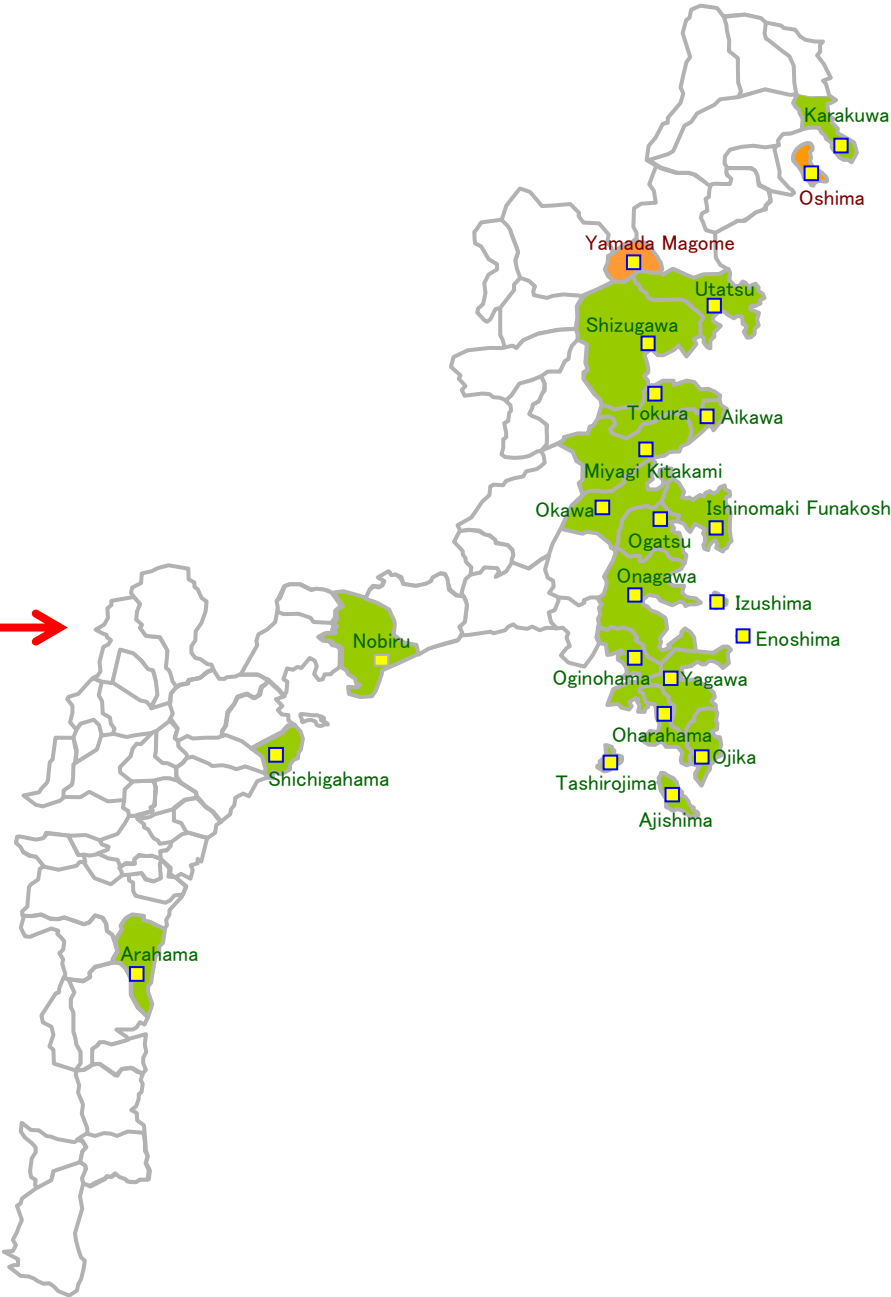 Karakuwa
Oshima
Yamada Magome
Utatsu
Shizugawa
Tokura
Aikawa
Miyagi Kitakami
Okawa
Ishinomaki Funakosh
Ogatsu
Onagawa
Izushima
Nobiru
Enoshima
Oginohama
Yagawa
Oharahama
Ojika
Shichigahama
Tashirojima
Ajishima
Arahama